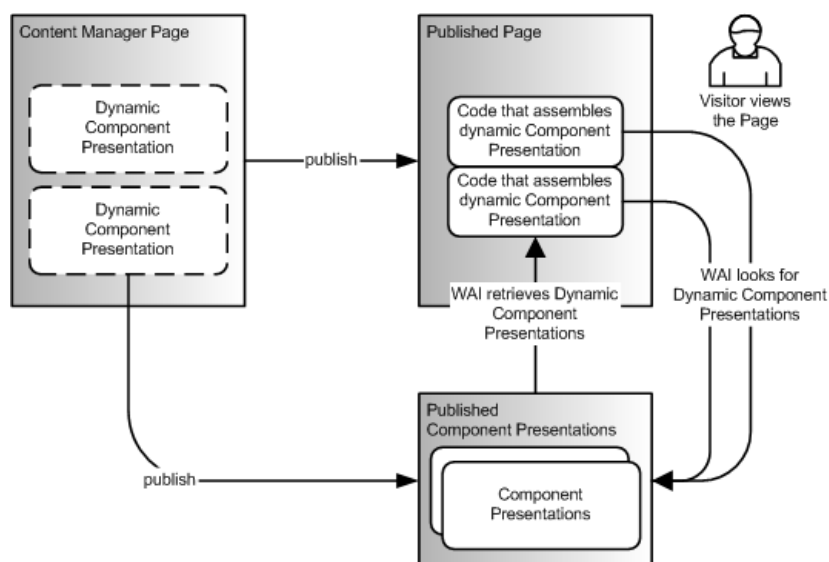 Content Manager Page
Dynamic
Component
Presentation
Dynamic
Component
Presentation
publish
Published Page
Code that assembles
dynamic Component
Presentation
Code that assembles
dynamic Component
Presentation
Visitor views
the Page
WAI retrieves Dynamic
Component
Presentations
WAI looks for
Dynamic Component
Presentations
publish
Published
Component Presentations
Component
Presentations